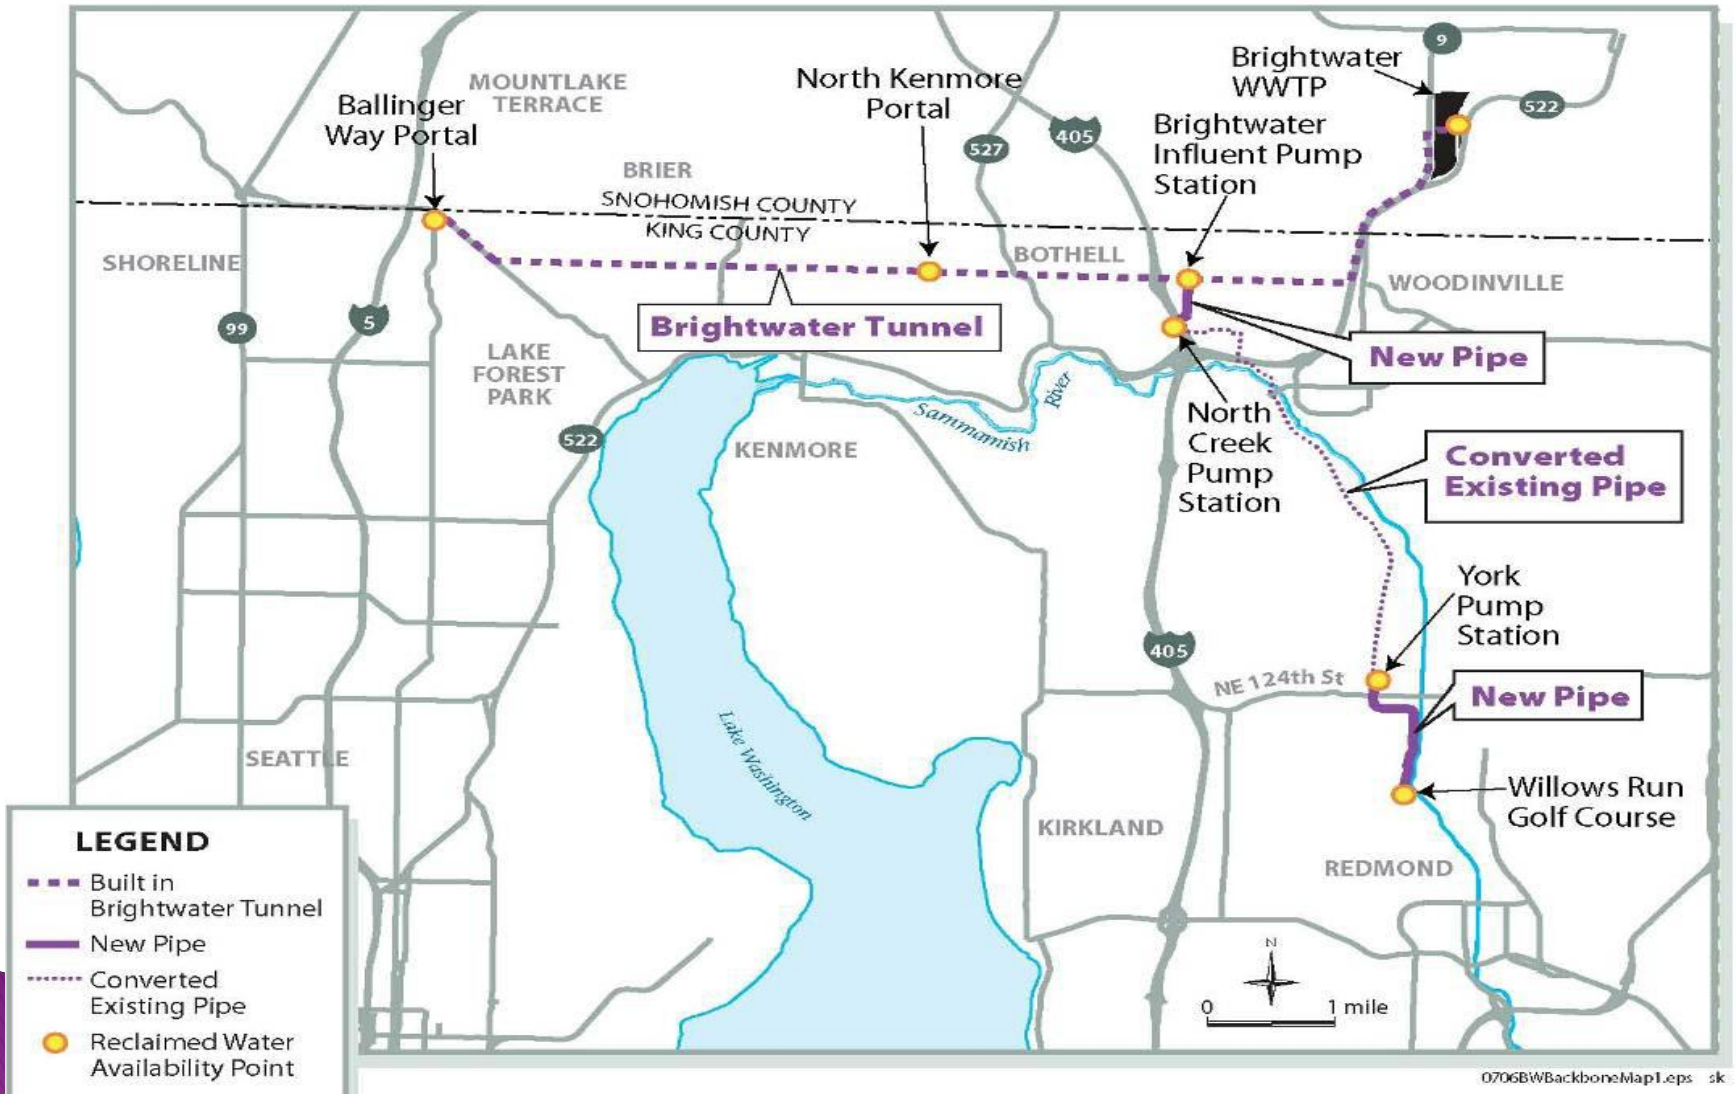 9
Brightwater
WWTP
522
MOUNTLAKE
TERRACE
North Kenmore
Portal
Ballinger
Way Portal
405
527
Brightwater
Influent Pump
Station
BRIER
SNOHOMISH COUNTY
KING COUNTY
SHORELINE
BOTHELL
WOODINVILLE
99
5
Brightwater Tunnel
New Pipe
LAKE
FOREST
PARK
522
KENMORE
Sammamish
River
North
Creek
Pump
Station
Converted
Existing Pipe
York
Pump
Station
405
NE 124th St
New Pipe
Lake Washington
SEATTLE
Willows Run
Golf Course
KIRKLAND
REDMOND
LEGEND
Built in
Brightwater Tunnel
New Pipe
Converted
Existing Pipe
Reclaimed Water
Availability Point
N
0 1 mile
0706BWBackboneMap1.eps sk